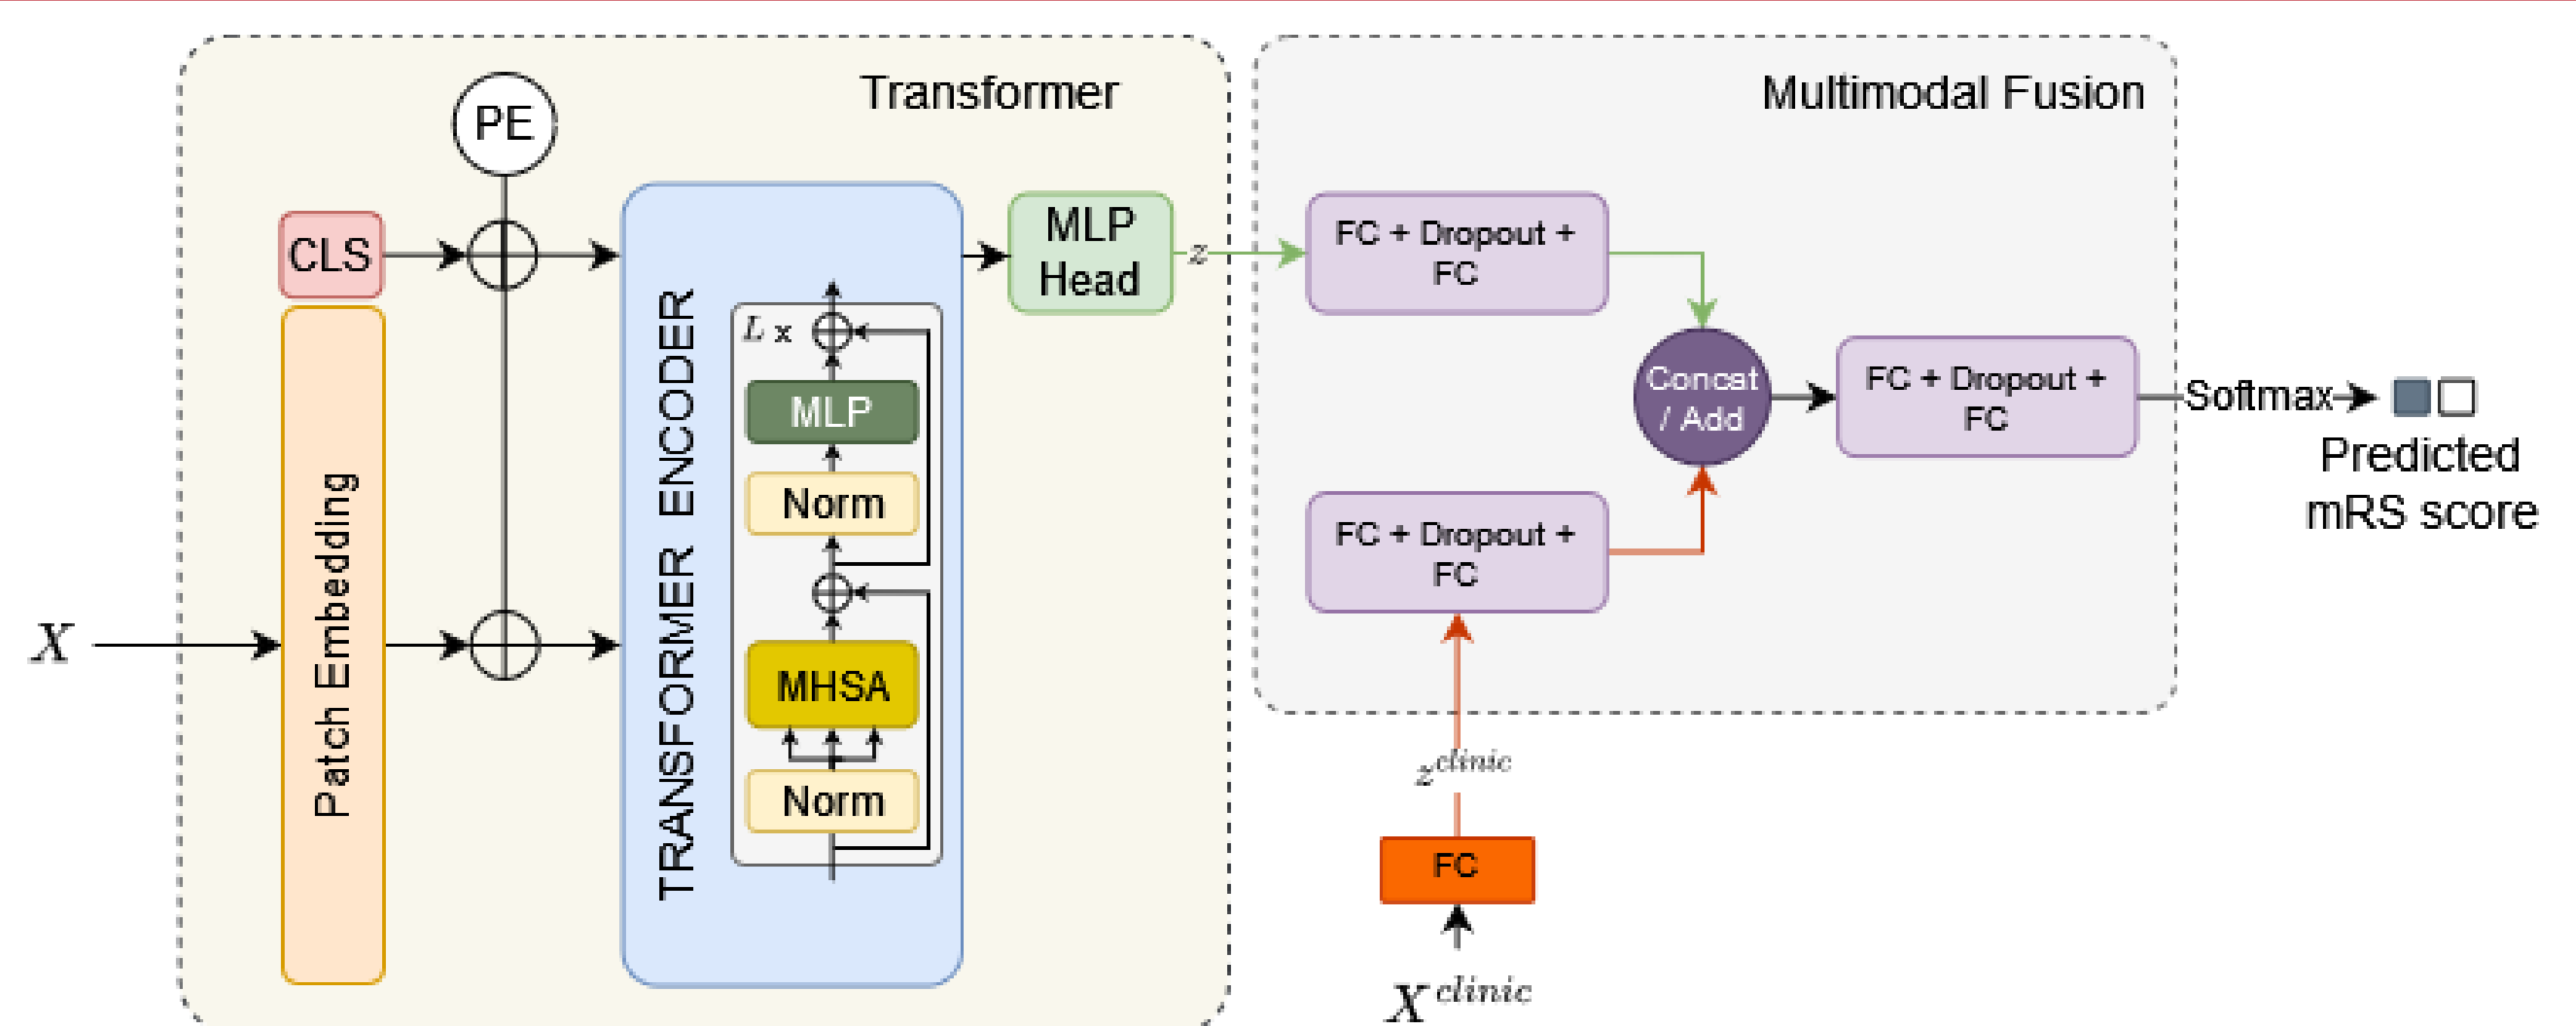 Transformer
Multimodal Fusion
PE
CLS
Patch Embedding
X
TRANSFORMER ENCODER
L x
MLP
Norm
MHSA
Norm
MLP
Head
z
FC + Dropout +
FC
Concat
/ Add
FC + Dropout +
FC
FC + Dropout +
FC
Softmax
Predicted
mRS score
z^{clinic}
FC
X^{clinic}